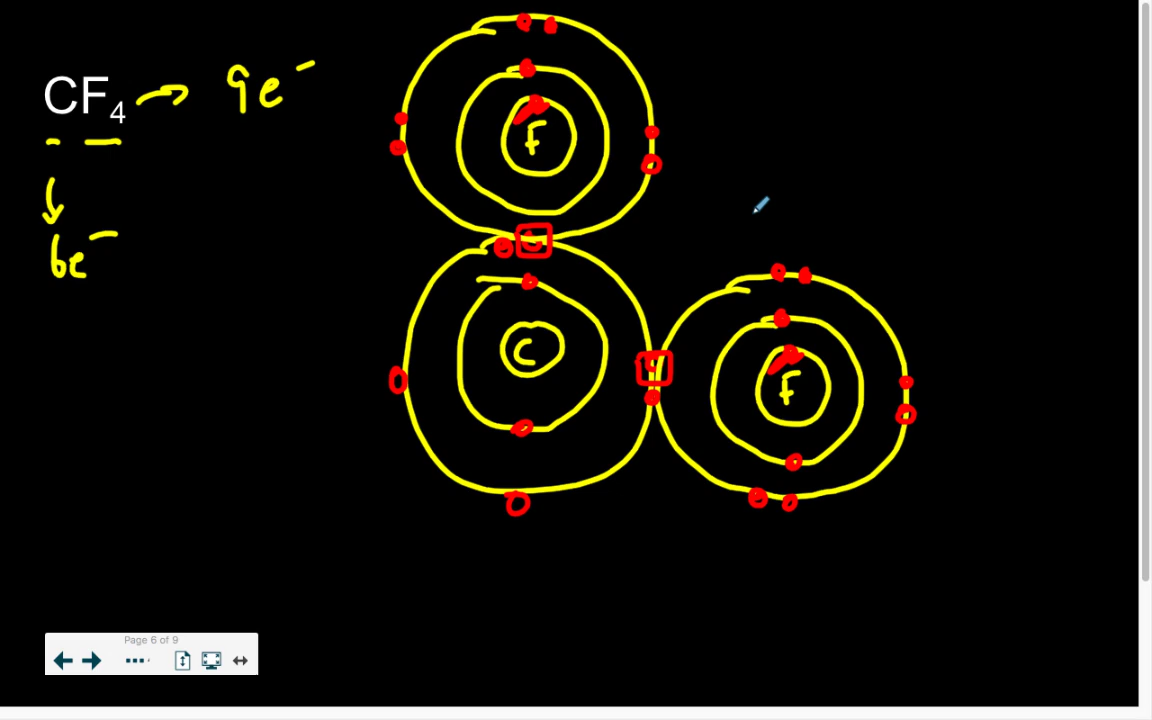 CF₄ → 9e⁻
↓
6e⁻
F
C
F
Page 6 of 9